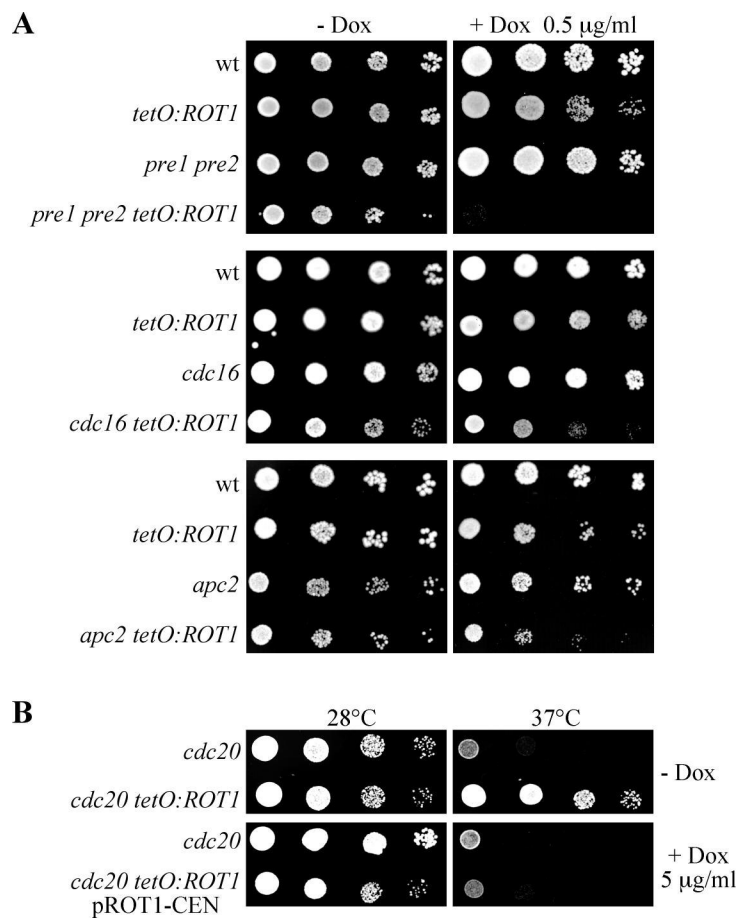 A
- Dox
+ Dox 0.5 µg/ml
wt
tetO:ROT1
pre1 pre2
pre1 pre2 tetO:ROT1
wt
tetO:ROT1
cdc16
cdc16 tetO:ROT1
wt
tetO:ROT1
apc2
apc2 tetO:ROT1
B
28°C
37°C
cdc20
cdc20 tetO:ROT1
- Dox
cdc20
cdc20 tetO:ROT1
pROT1-CEN
+ Dox
5 µg/ml